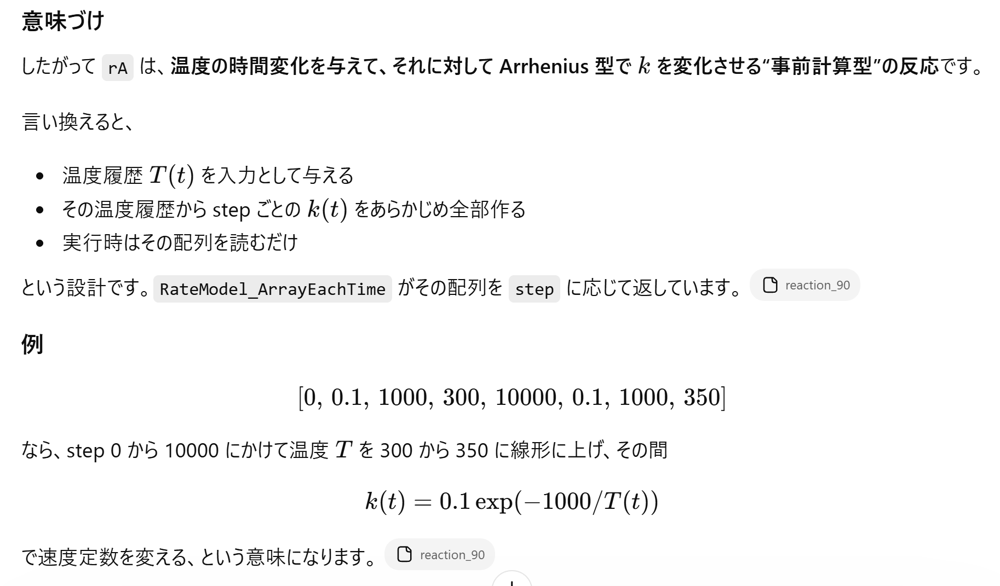 意味づけ
したがって rA は、温度の時間変化を与えて、それに対して Arrhenius 型で k を変化させる“事前計算型”の反応です。
言い換えると、
• 温度履歴 T(t) を入力として与える
• その温度履歴から step ごとの k(t) をあらかじめ全部作る
• 実行時はその配列を読むだけ
という設計です。 RateModel_ArrayEachTime がその配列を step に応じて返しています。 reaction_90
例
[0, 0.1, 1000, 300, 10000, 0.1, 1000, 350]
なら、step 0 から 10000 にかけて温度 T を 300 から 350 に線形に上げ、その間
k(t) = 0.1 exp(−1000/T(t))
で速度定数を変える、という意味になります。 reaction_90